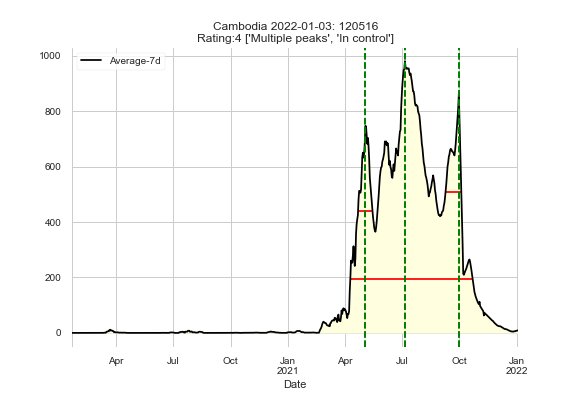 Cambodia 2022-01-03: 120516
Rating:4 ['Multiple peaks', 'In control']
Average-7d
1000
800
600
400
200
0
Apr
Jul
Oct
Jan
2021
Apr
Jul
Oct
Jan
2022
Date